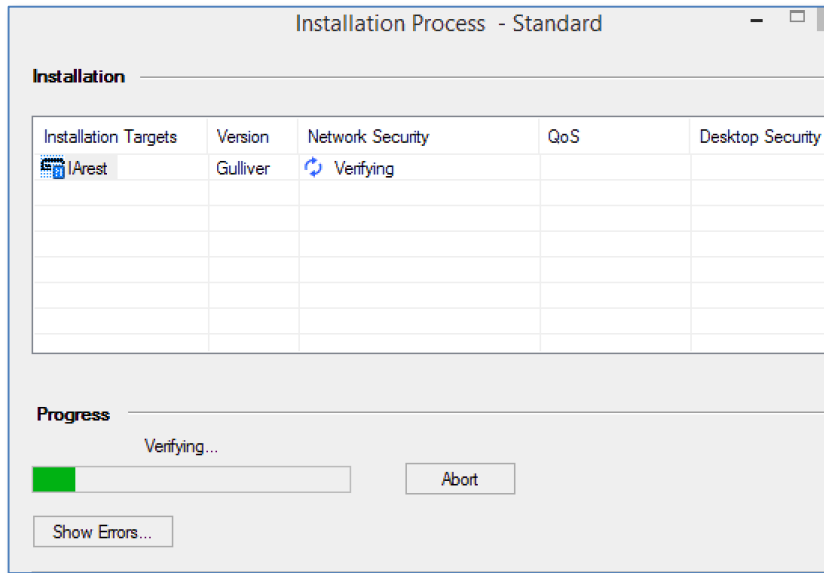 Installation Process - Standard
Installation
Installation Targets Version Network Security QoS Desktop Security
IArest Gulliver Verifying
Progress
Verifying...
Abort
Show Errors...